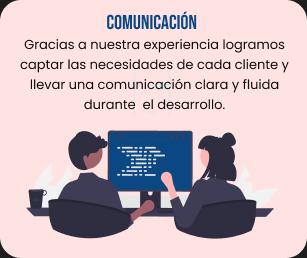 COMUNICACIÓN
Gracias a nuestra experiencia logramos
captar las necesidades de cada cliente y
llevar una comunicación clara y fluida
durante el desarrollo.